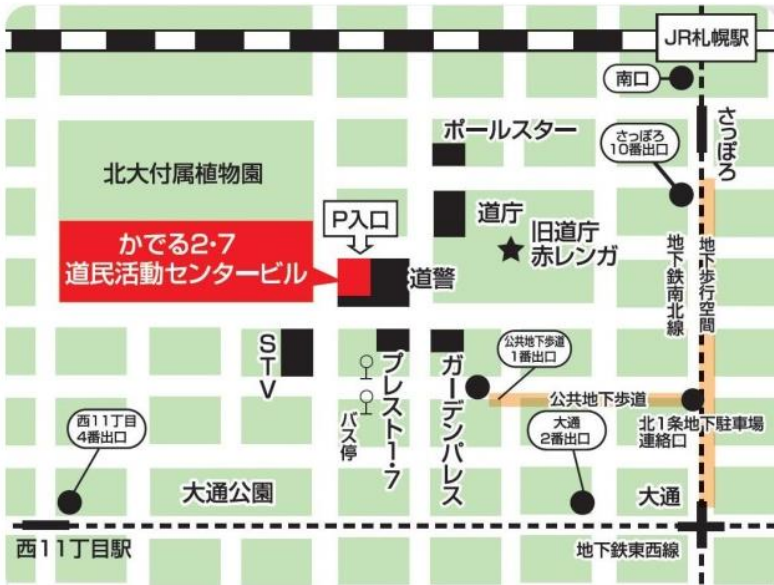 JR札幌駅
南口
さっぽろ
ポールスター
さっぽろ
10番出口
北大付属植物園
P入口
道庁
旧道庁
赤レンガ
かでる2・7
道民活動センタービル
道警
地下鉄南北線
地下歩行空間
STV
プレスト1・7
ガーデンパレス
公共地下歩道
1番出口
バス停
公共地下歩道
西11丁目
4番出口
大通
2番出口
北1条地下駐車場
連絡口
大通公園
大通
西11丁目駅
地下鉄東西線